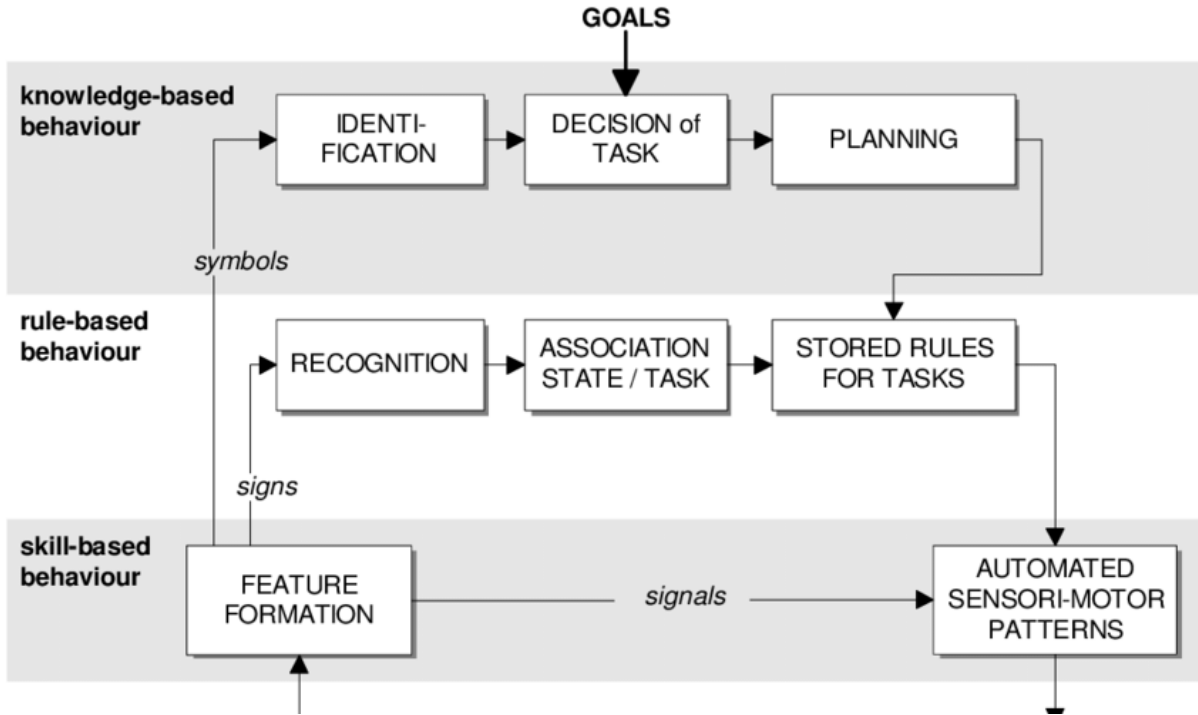 GOALS
knowledge-based
behaviour
IDENTI-
FICATION
DECISION of
TASK
PLANNING
symbols
rule-based
behaviour
RECOGNITION
ASSOCIATION
STATE / TASK
STORED RULES
FOR TASKS
signs
skill-based
behaviour
FEATURE
FORMATION
signals
AUTOMATED
SENSORI-MOTOR
PATTERNS